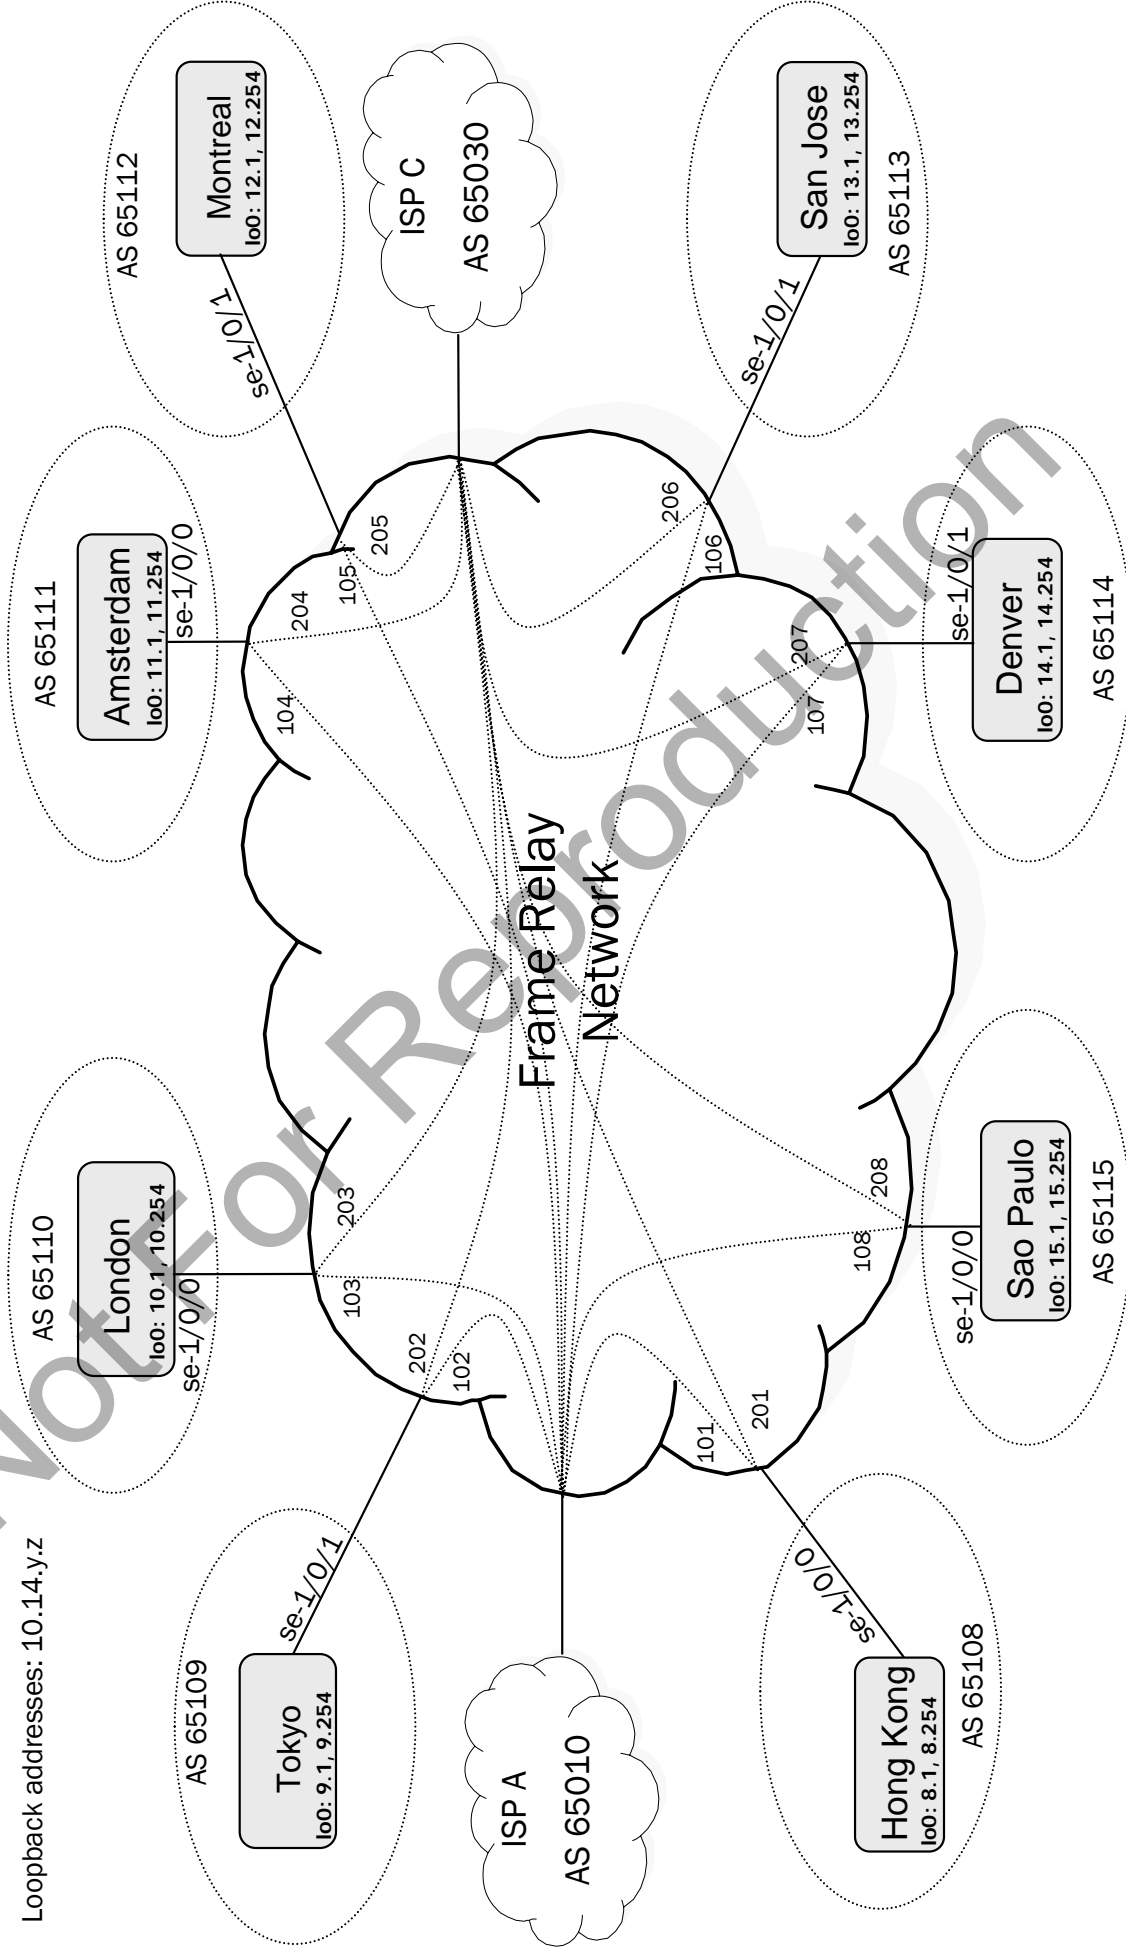 Loopback addresses: 10.14.y.z
AS 65109
Tokyo
lo0: 9.1, 9.254
se-1/0/1
AS 65110
London
lo0: 10.1, 10.254
se-1/0/0
AS 65111
Amsterdam
lo0: 11.1, 11.254
se-1/0/0
AS 65112
Montreal
lo0: 12.1, 12.254
se-1/0/1
ISP A
AS 65010
ISP C
AS 65030
202
102
103
203
104
204
105
205
Frame Relay
Network
101
201
108
208
107
207
106
206
Hong Kong
lo0: 8.1, 8.254
AS 65108
se-1/0/0
se-1/0/0
Sao Paulo
lo0: 15.1, 15.254
AS 65115
se-1/0/1
Denver
lo0: 14.1, 14.254
AS 65114
se-1/0/1
San Jose
lo0: 13.1, 13.254
AS 65113
Not For Reproduction